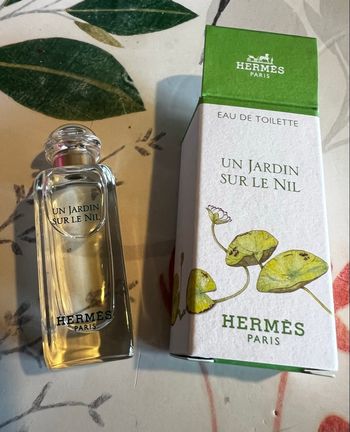 UN JARDIN
SUR LE NIL
HERMÈS
PARIS
HERMÈS
PARIS
EAU DE TOILETTE
UN JARDIN
SUR LE NIL
HERMÈS
PARIS